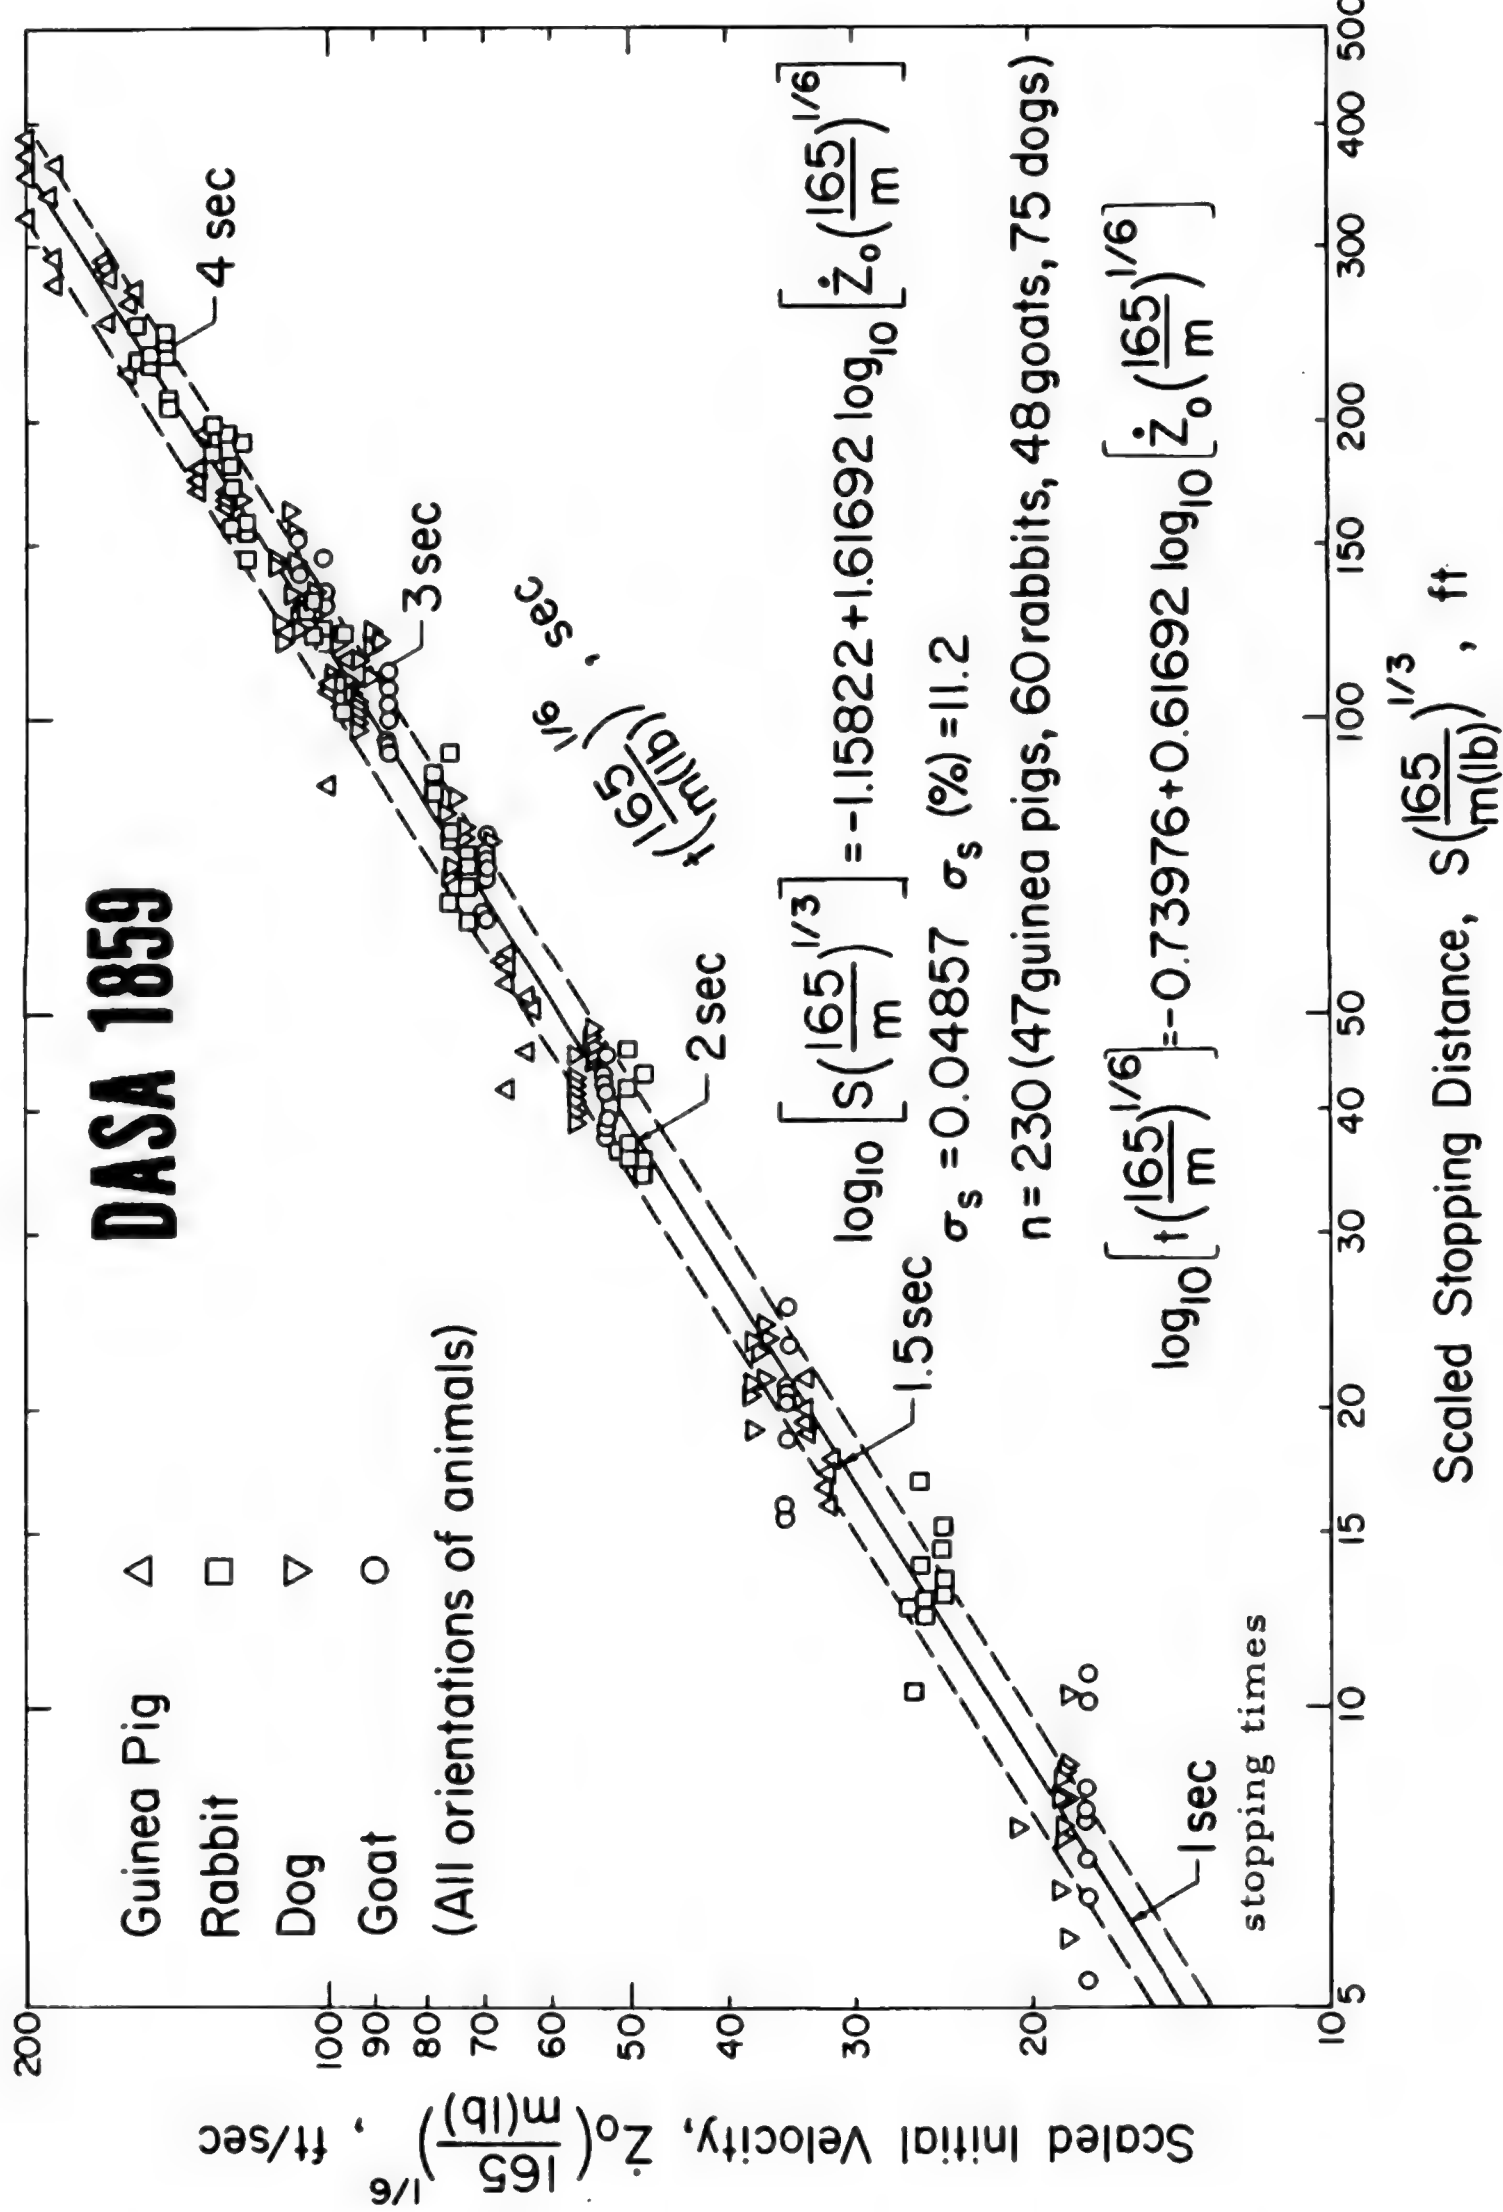 DASA 1859
Guinea Pig △
Rabbit □
Dog ▽
Goat ○
(All orientations of animals)
4 sec
3 sec
2 sec
1.5 sec
1 sec
stopping times
t(165/m(lb))^1/6, sec
log10 [S(165/m)^1/3] = -1.15822 + 1.61692 log10 [Ż0(165/m)^1/6]
σs = 0.04857 σs (%) = 11.2
n = 230 (47 guinea pigs, 60 rabbits, 48 goats, 75 dogs)
log10 [t(165/m)^1/6] = -0.73976 + 0.61692 log10 [Ż0(165/m)^1/6]
Scaled Initial Velocity, Ż0(165/m(lb))^1/6, ft/sec
200
100
90
80
70
60
50
40
30
20
10
5 10 15 20 30 40 50 100 150 200 300 400 500
Scaled Stopping Distance, S(165/m(lb))^1/3, ft